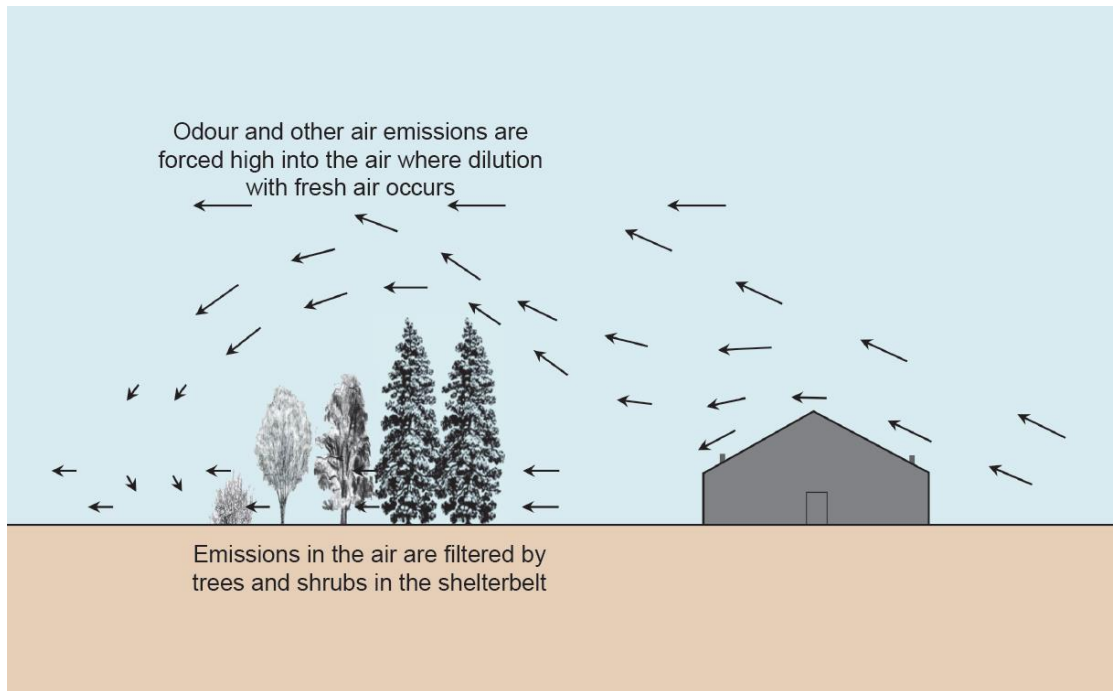 Odour and other air emissions are
forced high into the air where dilution
with fresh air occurs
Emissions in the air are filtered by
trees and shrubs in the shelterbelt